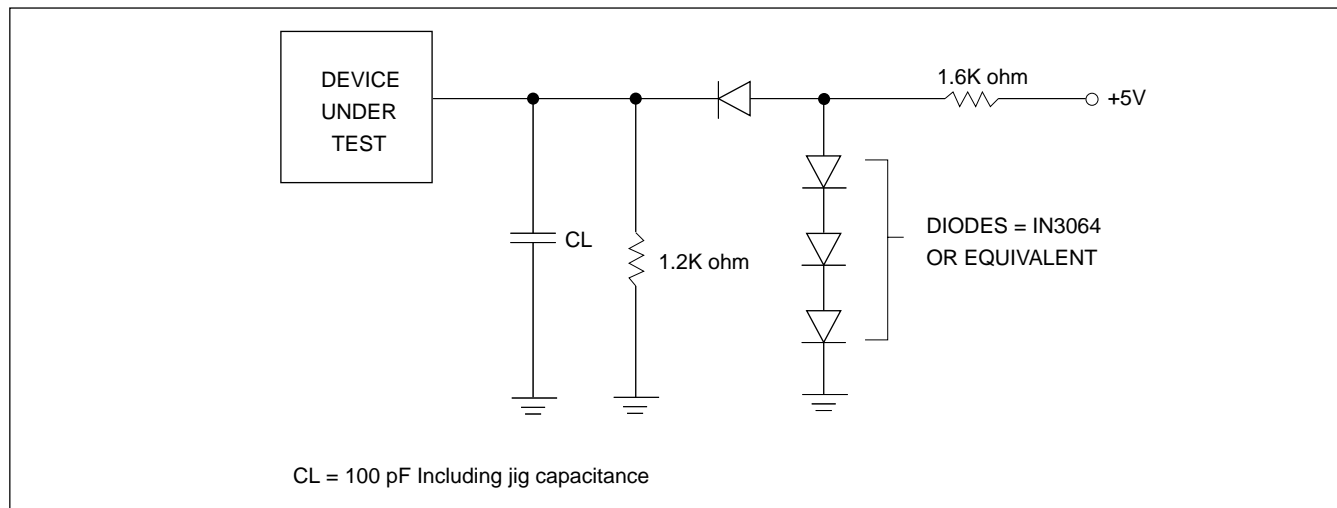 DEVICE
UNDER
TEST
1.6K ohm
+5V
CL
1.2K ohm
DIODES = IN3064
OR EQUIVALENT
CL = 100 pF Including jig capacitance